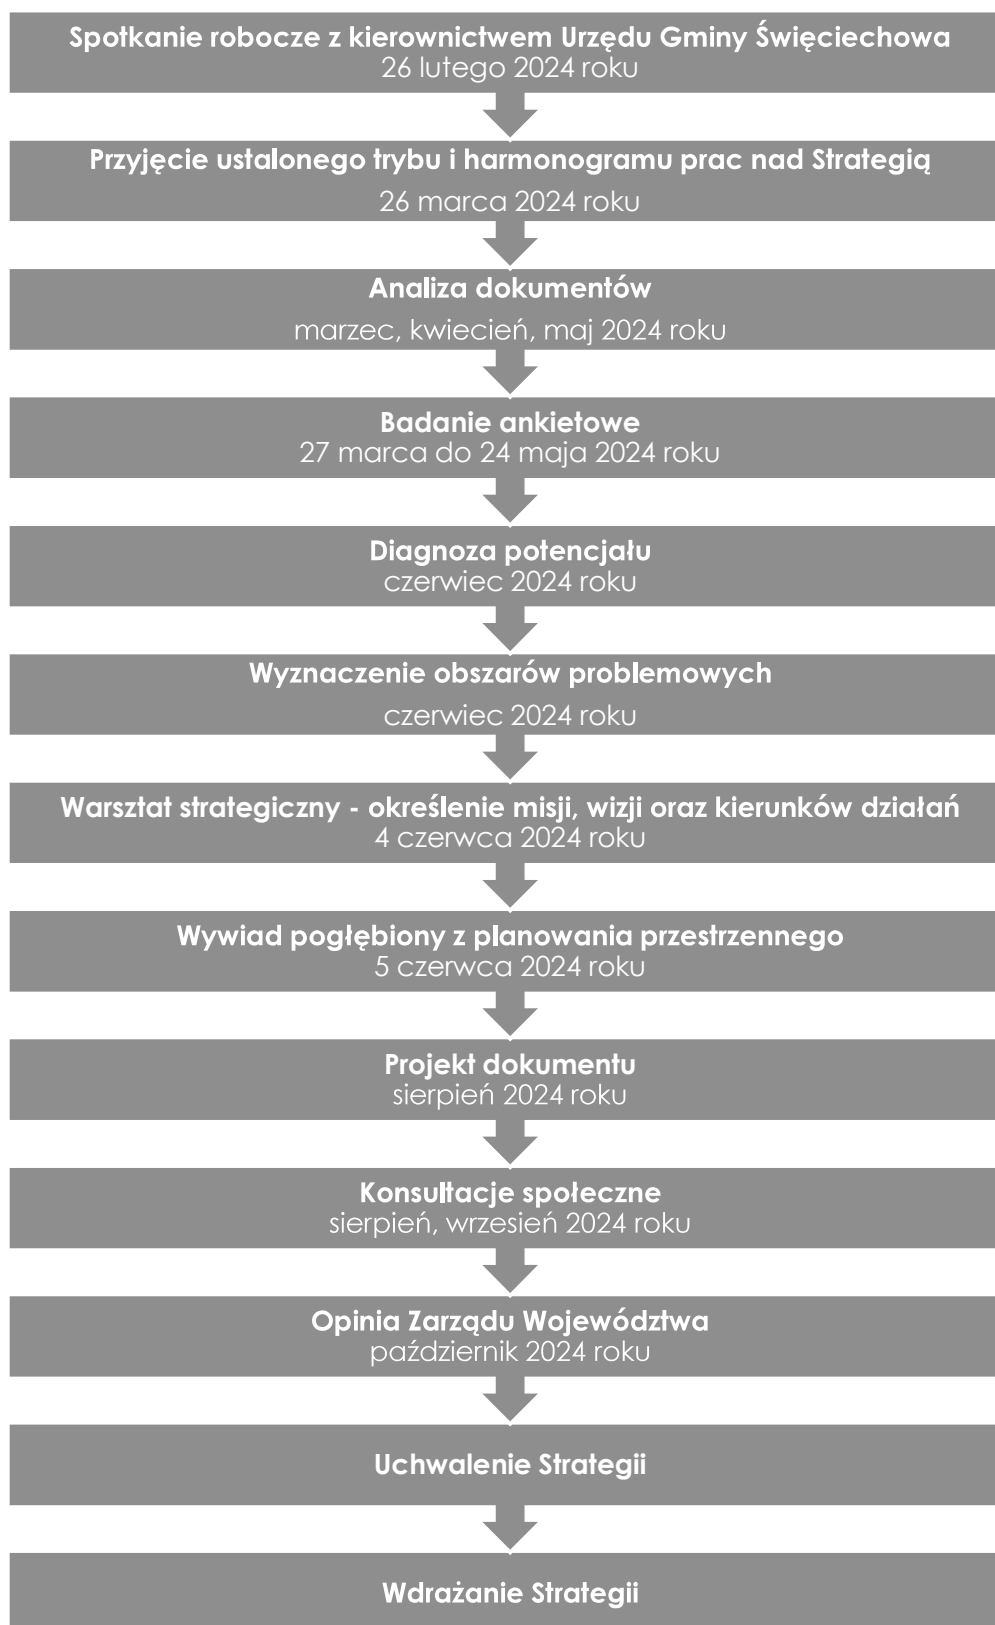 Spotkanie robocze z kierownictwem Urzędu Gminy Święciechowa
26 lutego 2024 roku
Przyjęcie ustalonego trybu i harmonogramu prac nad Strategią
26 marca 2024 roku
Analiza dokumentów
marzec, kwiecień, maj 2024 roku
Badanie ankietowe
27 marca do 24 maja 2024 roku
Diagnoza potencjału
czerwiec 2024 roku
Wyznaczenie obszarów problemowych
czerwiec 2024 roku
Warsztat strategiczny - określenie misji, wizji oraz kierunków działań
4 czerwca 2024 roku
Wywiad pogłębiony z planowania przestrzennego
5 czerwca 2024 roku
Projekt dokumentu
sierpień 2024 roku
Konsultacje społeczne
sierpień, wrzesień 2024 roku
Opinia Zarządu Województwa
październik 2024 roku
Uchwalenie Strategii
Wdrażanie Strategii